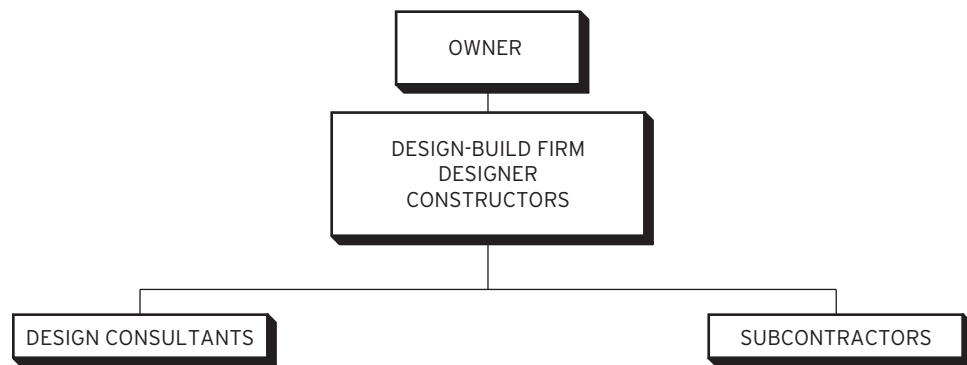 OWNER
DESIGN-BUILD FIRM
DESIGNER
CONSTRUCTORS
DESIGN CONSULTANTS
SUBCONTRACTORS